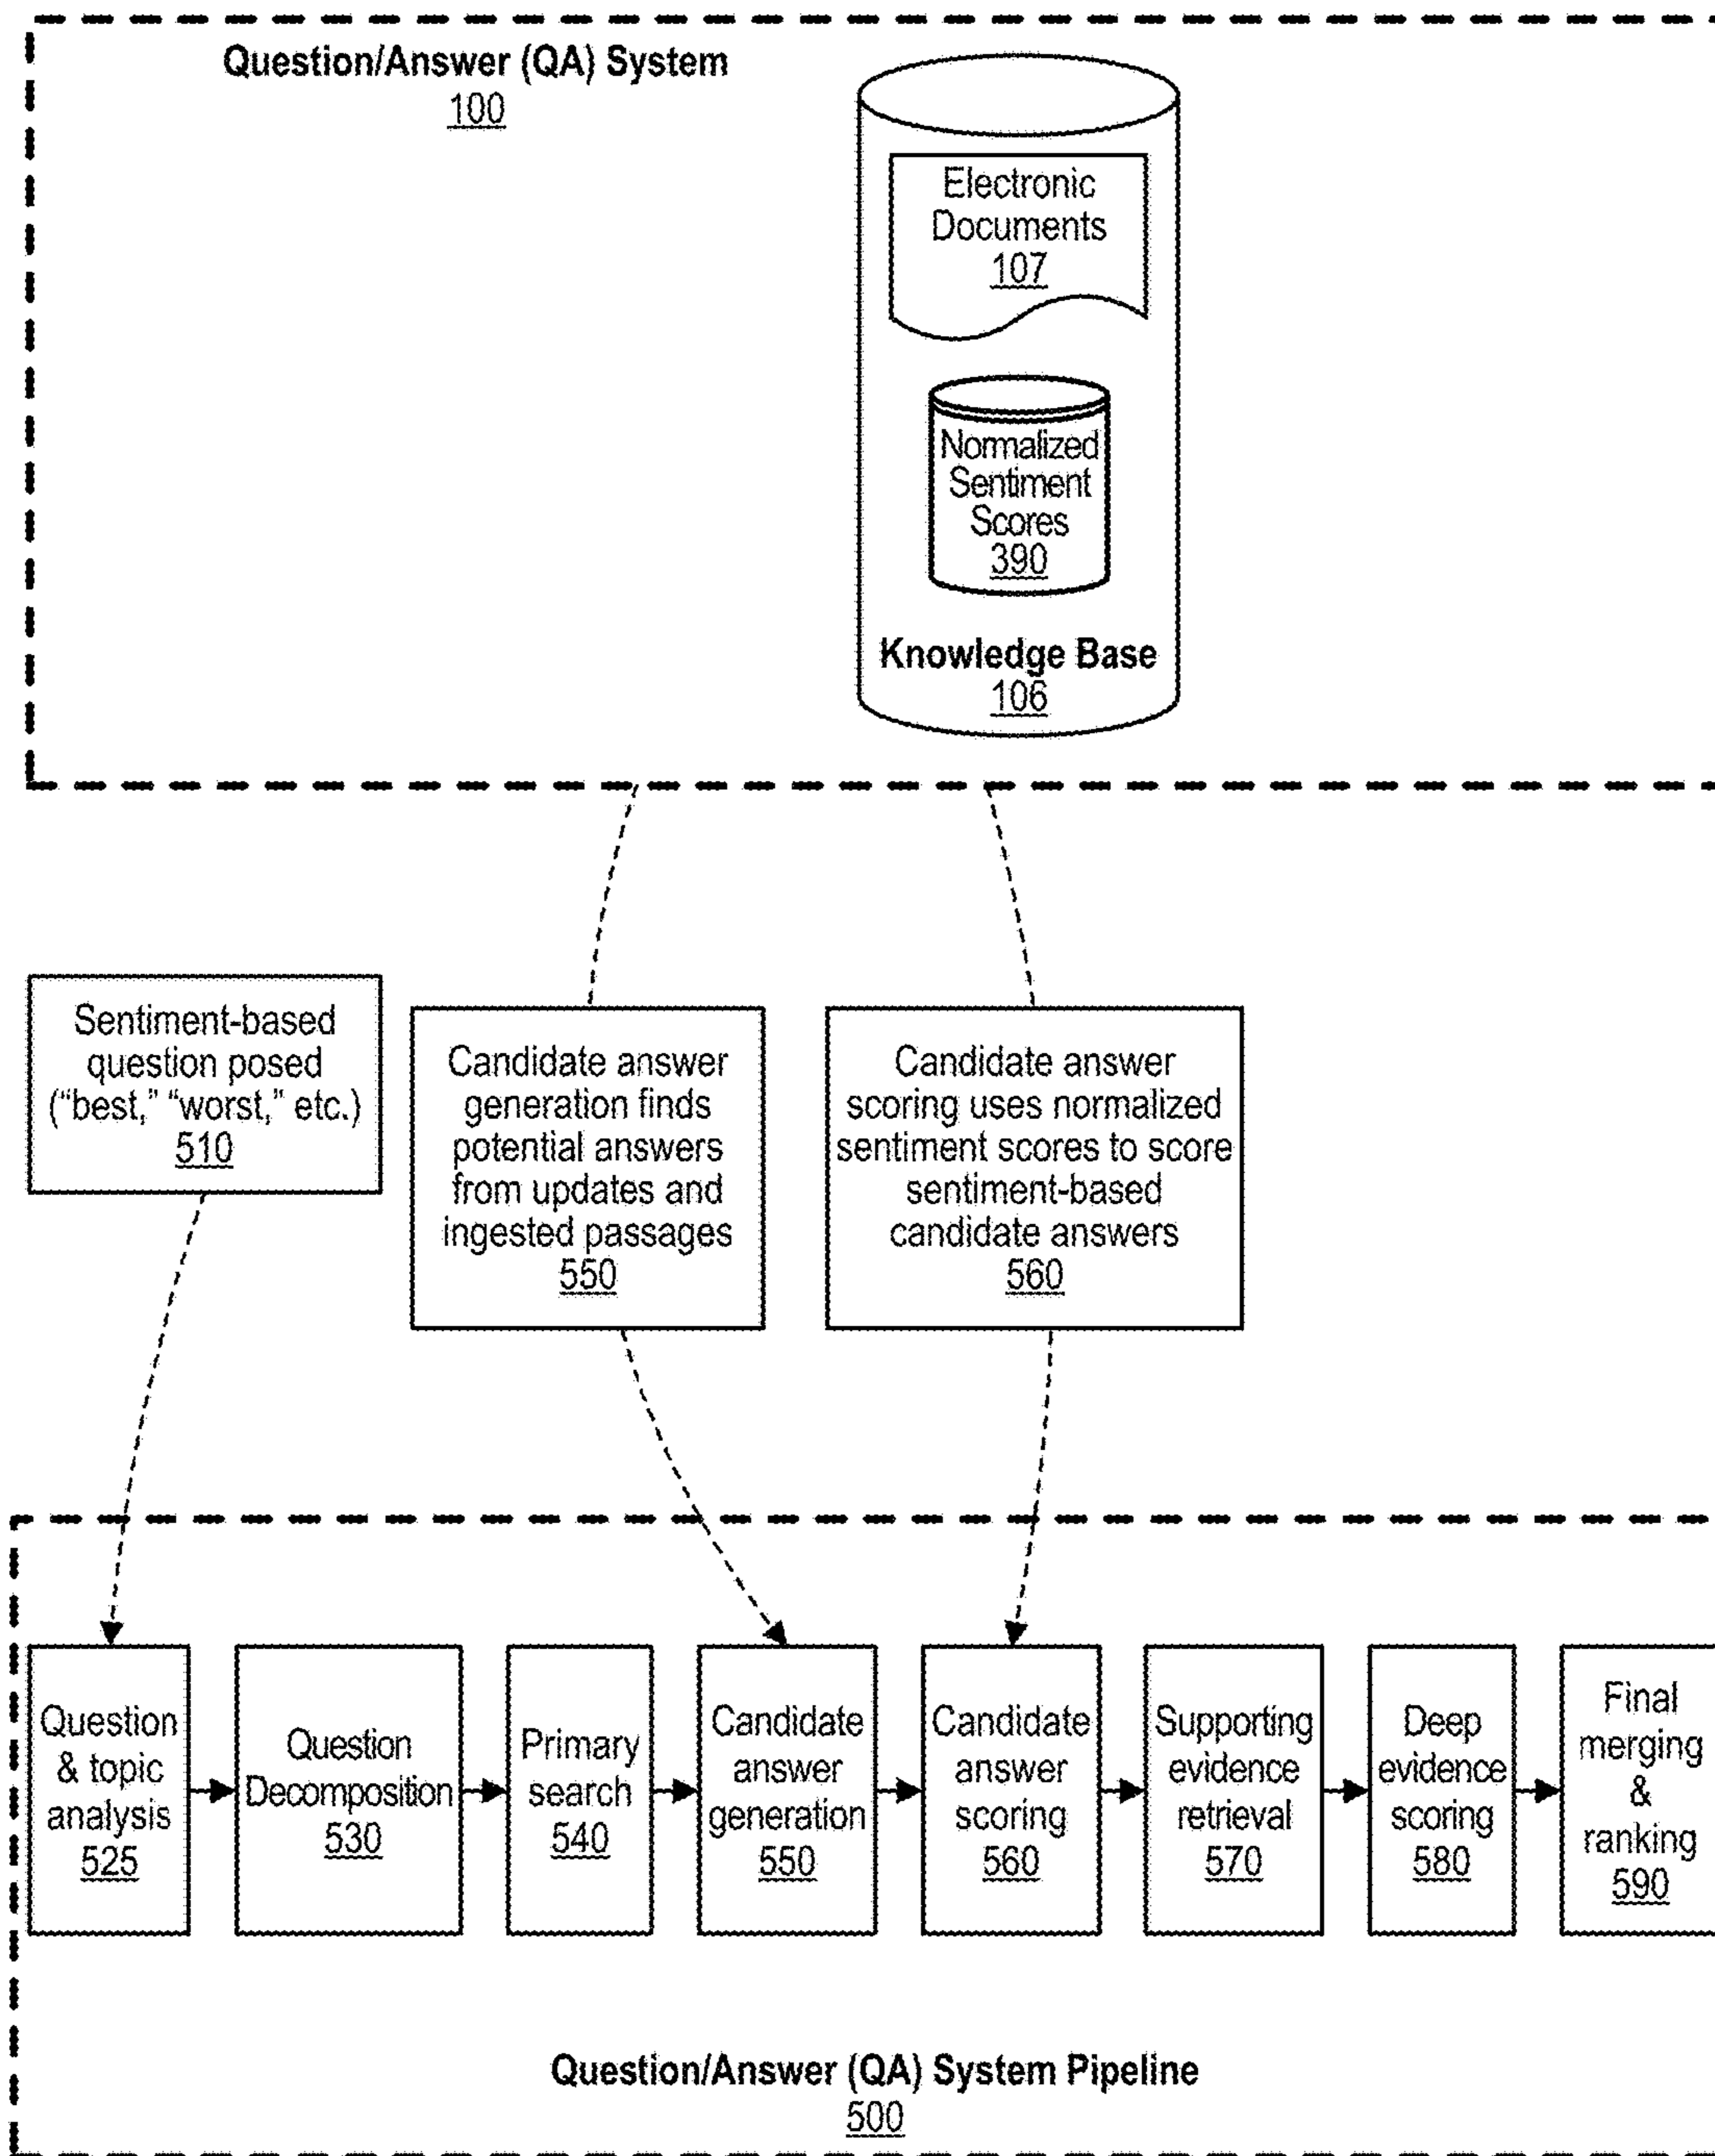 Question/Answer (QA) System
100
Electronic
Documents
107
Normalized
Sentiment
Scores
390
Knowledge Base
106
Sentiment-based
question posed
("best," "worst," etc.)
510
Candidate answer
generation finds
potential answers
from updates and
ingested passages
550
Candidate answer
scoring uses normalized
sentiment scores to score
sentiment-based
candidate answers
560
Question
& topic
analysis
525
Question
Decomposition
530
Primary
search
540
Candidate
answer
generation
550
Candidate
answer
scoring
560
Supporting
evidence
retrieval
570
Deep
evidence
scoring
580
Final
merging
&
ranking
590
Question/Answer (QA) System Pipeline
500